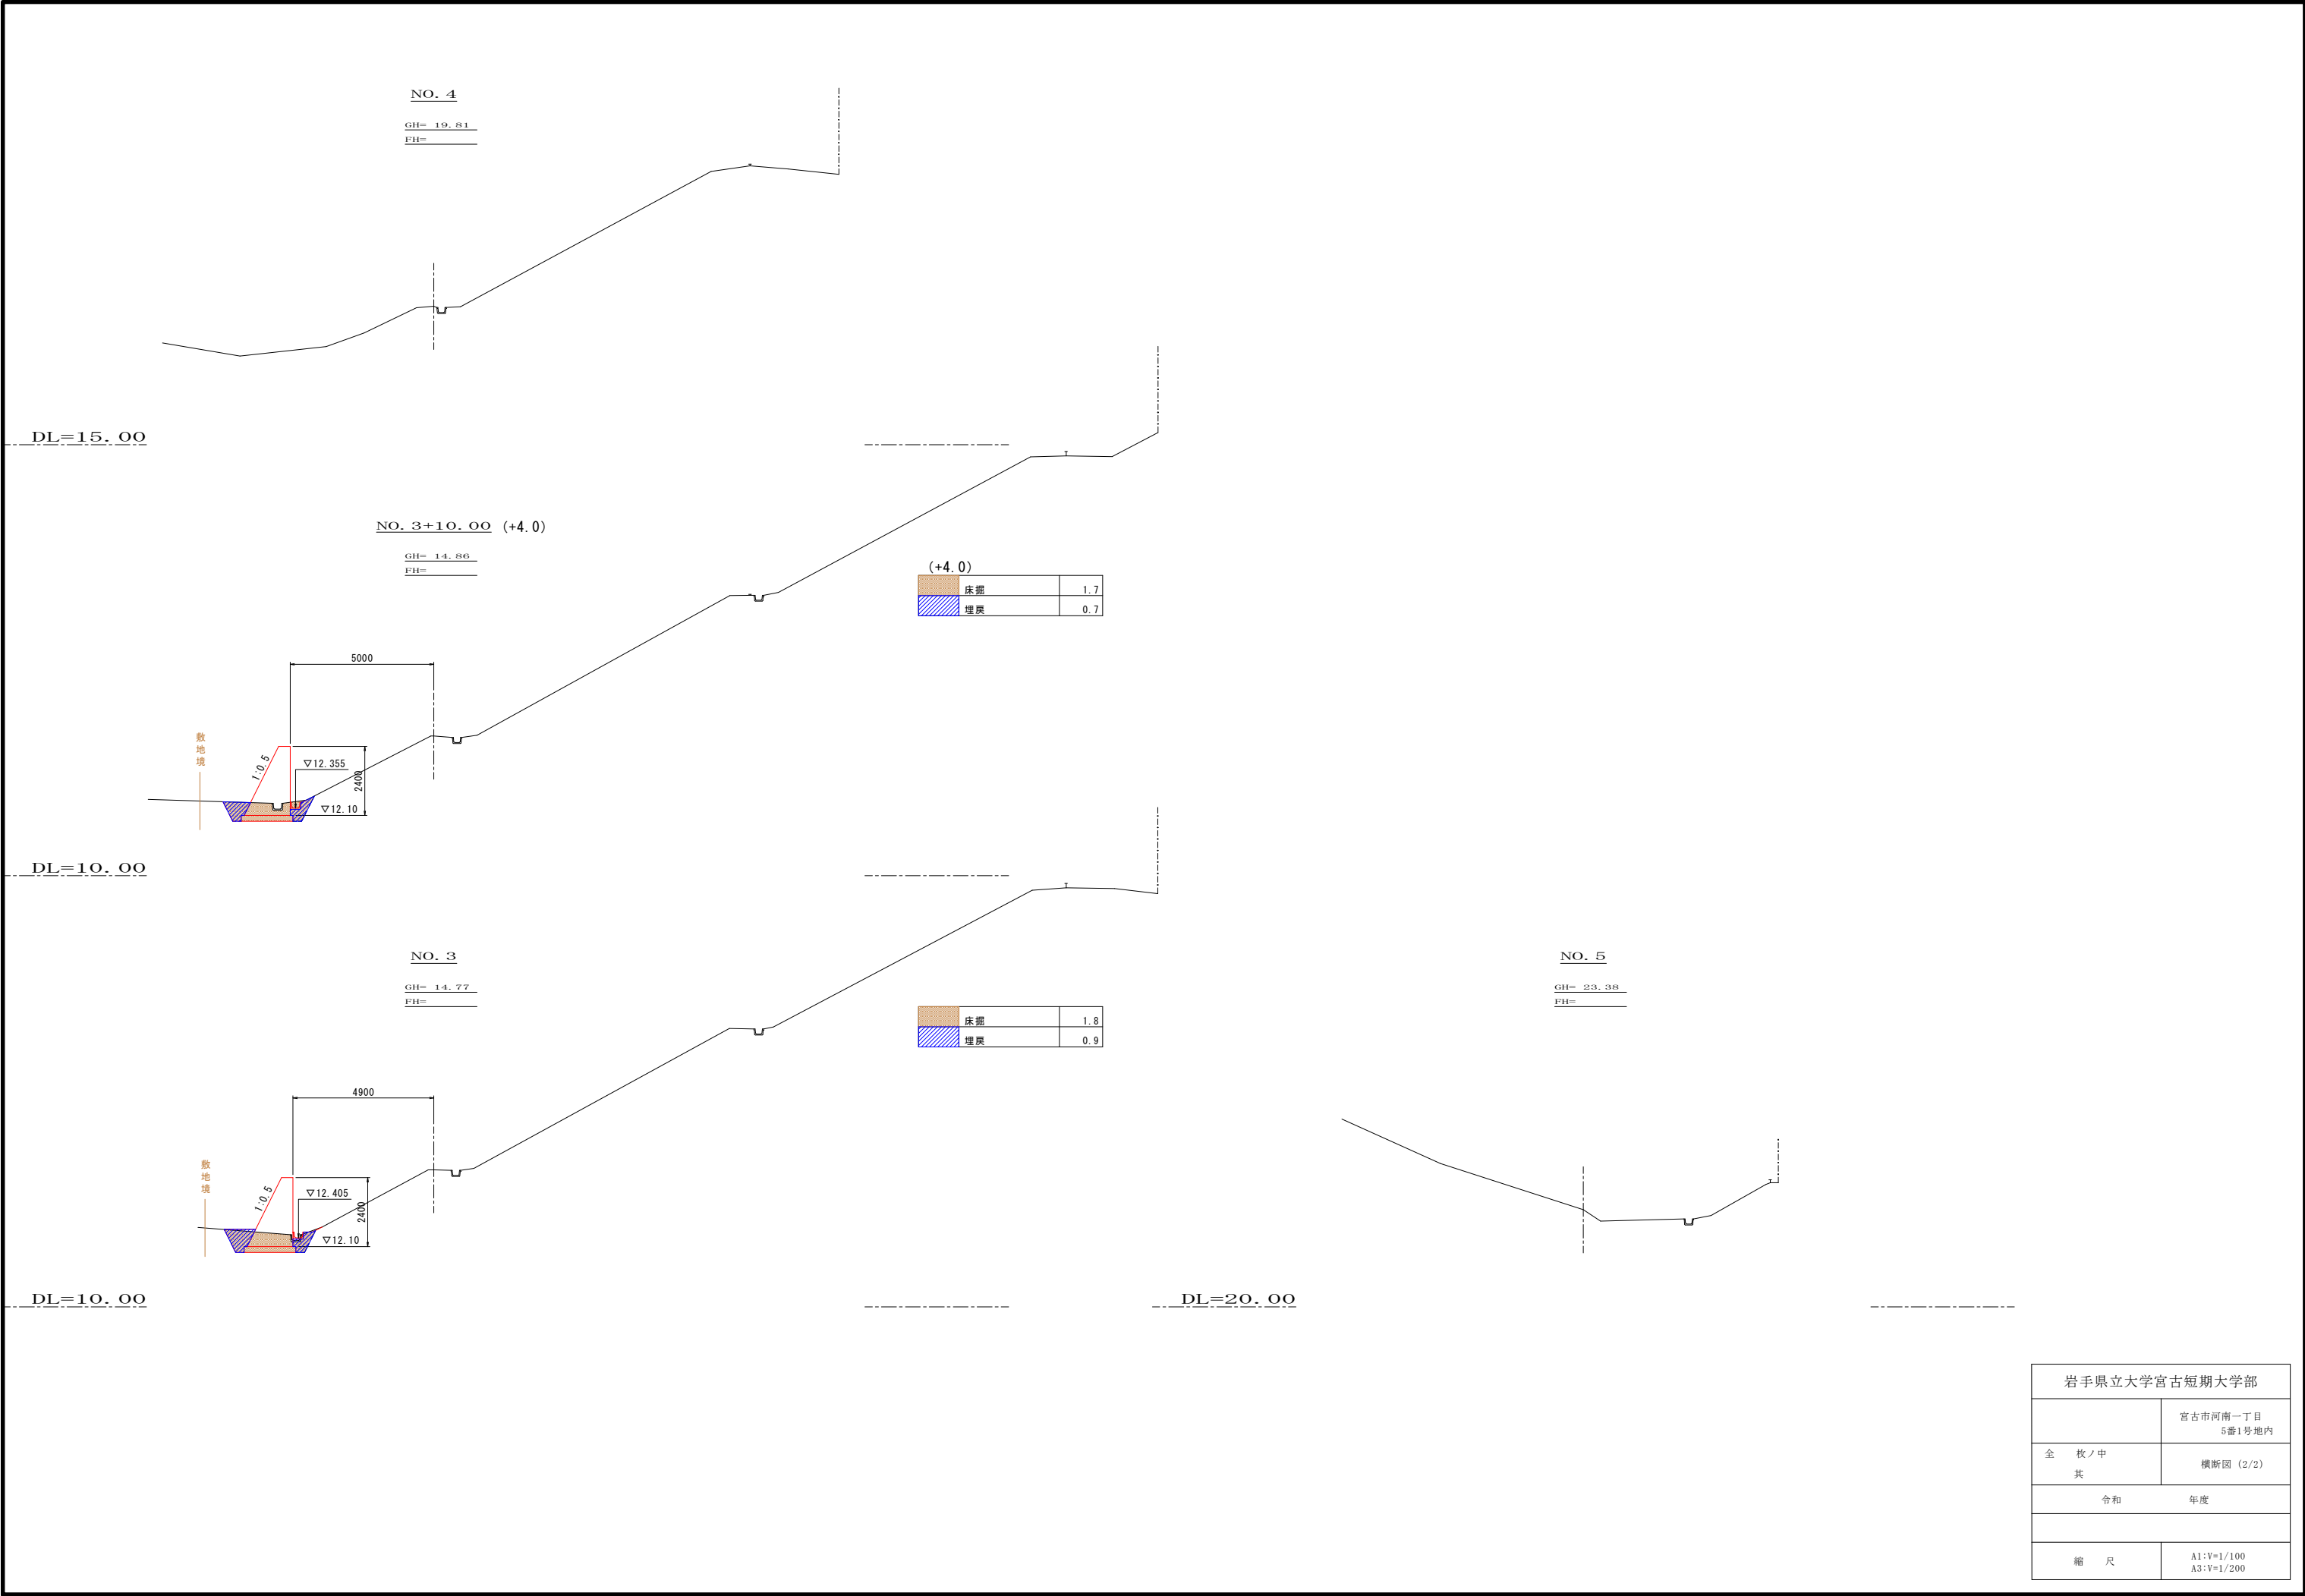 NO. 4
GH= 19.81
FH=
DL=15.00
NO. 3+10.00 (+4.0)
GH= 14.86
FH=
(+4.0)
床掘 1.7
埋戻 0.7
5000
敷地境
1:0.5
▽12.355
2400
▽12.10
DL=10.00
NO. 3
GH= 14.77
FH=
床掘 1.8
埋戻 0.9
4900
敷地境
1:0.5
▽12.405
2400
▽12.10
DL=10.00
NO. 5
GH= 23.38
FH=
DL=20.00
岩手県立大学宮古短期大学部
宮古市河南一丁目
5番1号地内
全 枚ノ中
其
横断図 (2/2)
令和 年度
縮 尺
A1:V=1/100
A3:V=1/200